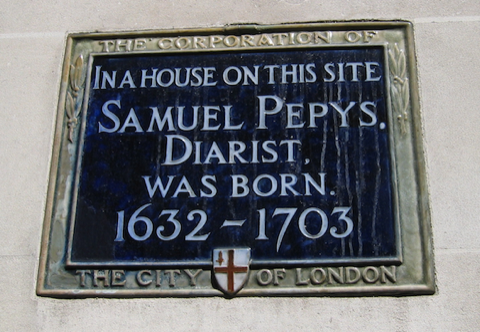 THE CORPORATION OF
IN A HOUSE ON THIS SITE
SAMUEL PEPYS,
DIARIST,
WAS BORN.
1632 - 1703
THE CITY OF LONDON